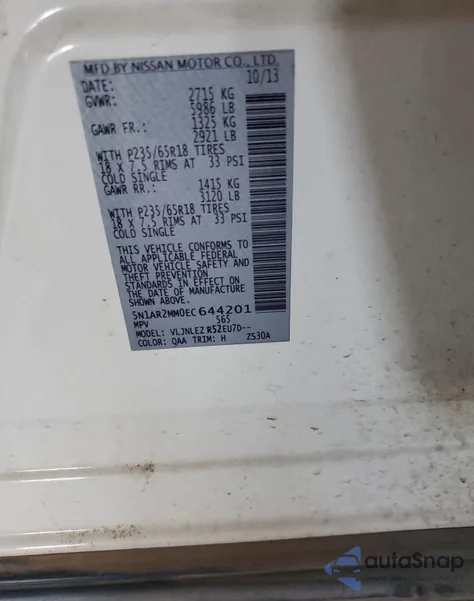 MFD BY NISSAN MOTOR CO., LTD.
DATE: 10/13
GVWR: 2715 KG
5986 LB
GAWR FR.: 1325 KG
2921 LB
WITH P235/65R18 TIRES
18 X 7.5 RIMS AT 33 PSI
COLD SINGLE
GAWR RR.: 1415 KG
3120 LB
WITH P235/65R18 TIRES
18 X 7.5 RIMS AT 33 PSI
COLD SINGLE
THIS VEHICLE CONFORMS TO
ALL APPLICABLE FEDERAL
MOTOR VEHICLE SAFETY AND
THEFT PREVENTION
STANDARDS IN EFFECT ON
THE DATE OF MANUFACTURE
SHOWN ABOVE.
5N1AR2MM0EC 644201
MPV 565
MODEL: VLJNLEZ R52EU7D--
COLOR: QAA TRIM: H ZS30A
autoSnap